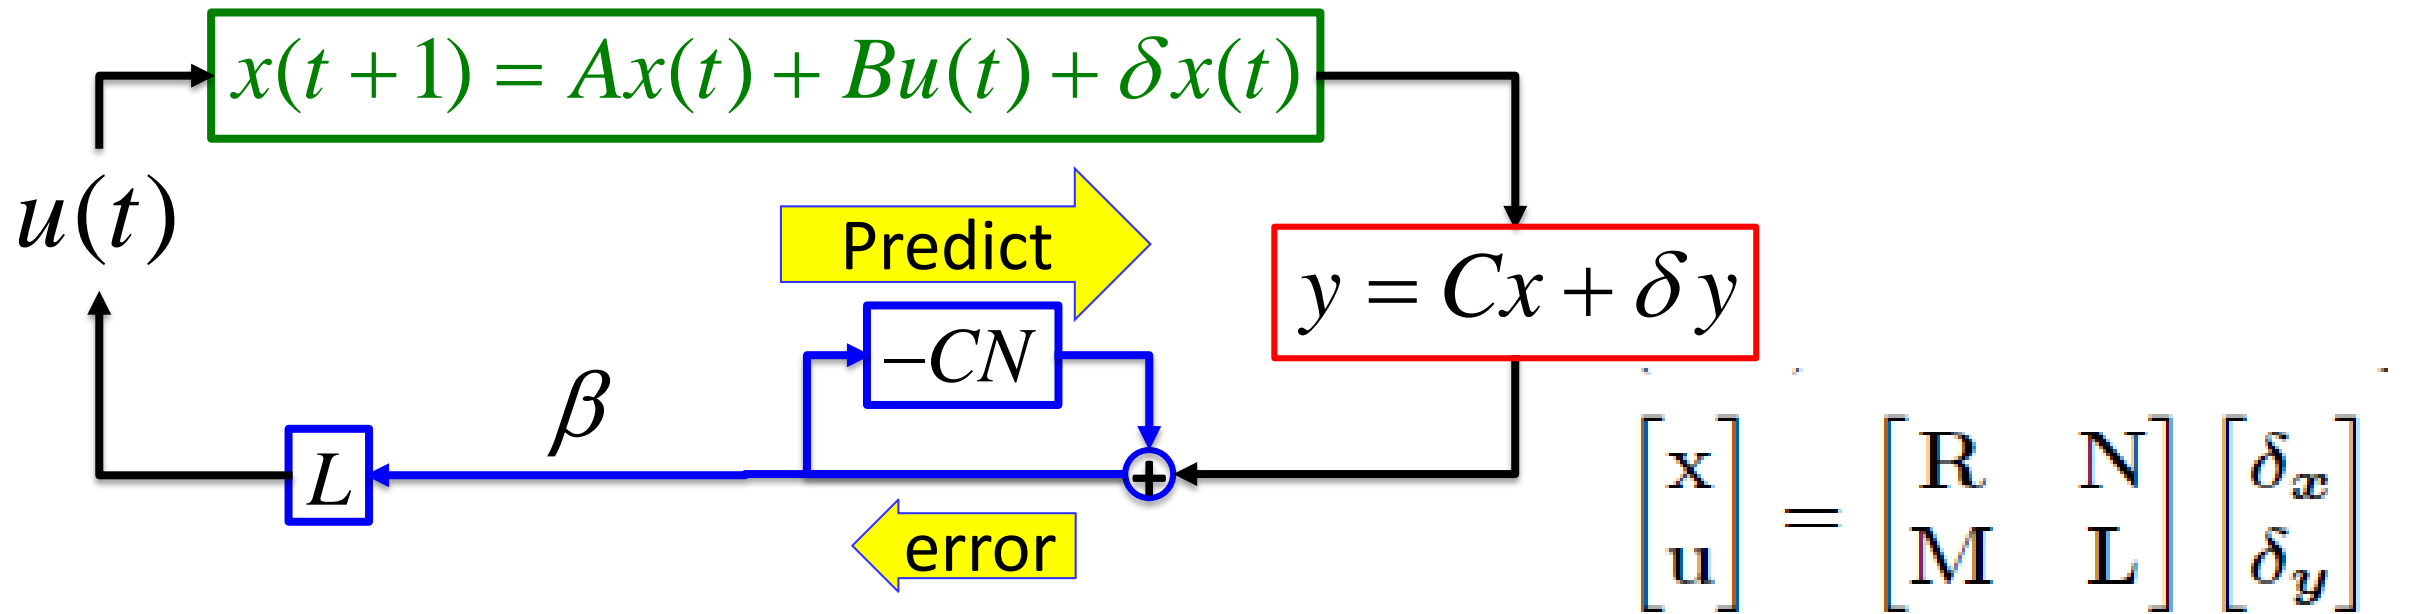 x(t + 1) = Ax(t) + Bu(t) + δx(t)
u(t)
Predict
y = Cx + δy
−CN
β
L
+
error
[x; u] = [R N; M L] [δx; δy]